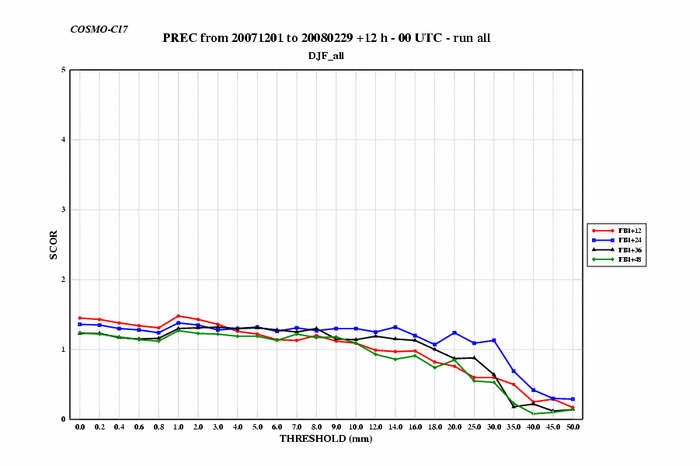 COSMO-C17
PREC from 20071201 to 20080229 +12 h - 00 UTC - run all
DJF_all
5
4
3
2
1
0
SCOR
0.0 0.2 0.4 0.6 0.8 1.0 2.0 3.0 4.0 5.0 6.0 7.0 8.0 9.0 10.0 12.0 14.0 16.0 18.0 20.0 25.0 30.0 35.0 40.0 45.0 50.0
THRESHOLD (mm)
FBI+12
FBI+24
FBI+36
FBI+48